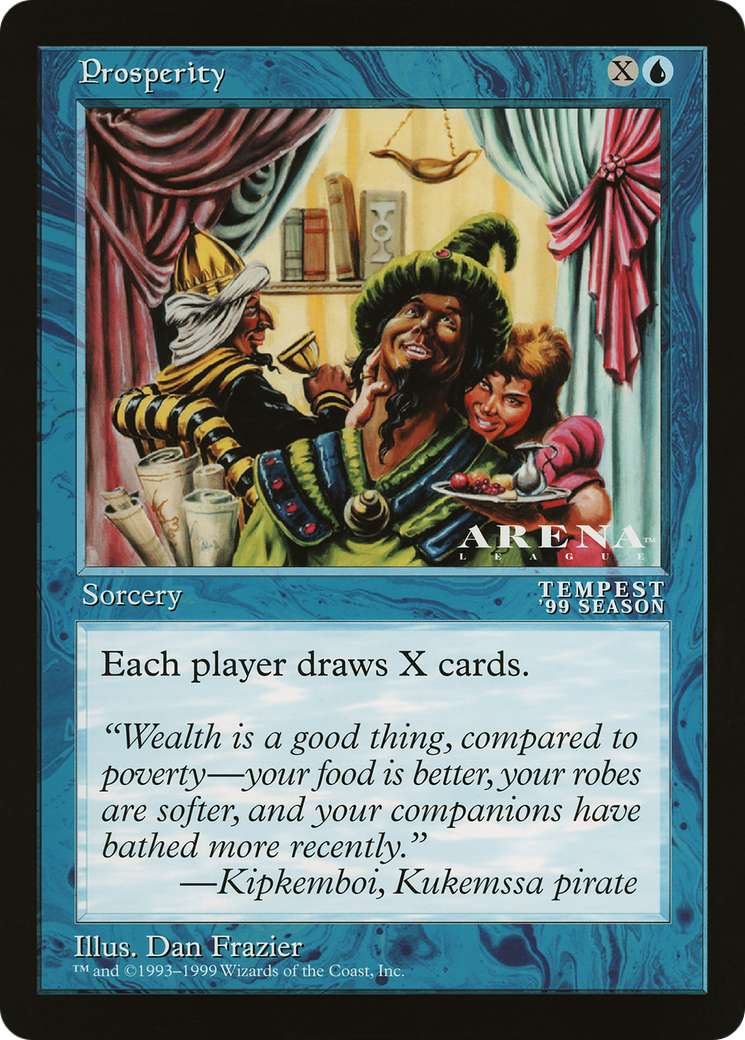 Prosperity X
ARENA™
LEAGUE
Sorcery
TEMPEST
'99 SEASON
Each player draws X cards.
“Wealth is a good thing, compared to
poverty—your food is better, your robes
are softer, and your companions have
bathed more recently.”
—Kipkemboi, Kukemssa pirate
Illus. Dan Frazier
™ and ©1993–1999 Wizards of the Coast, Inc.